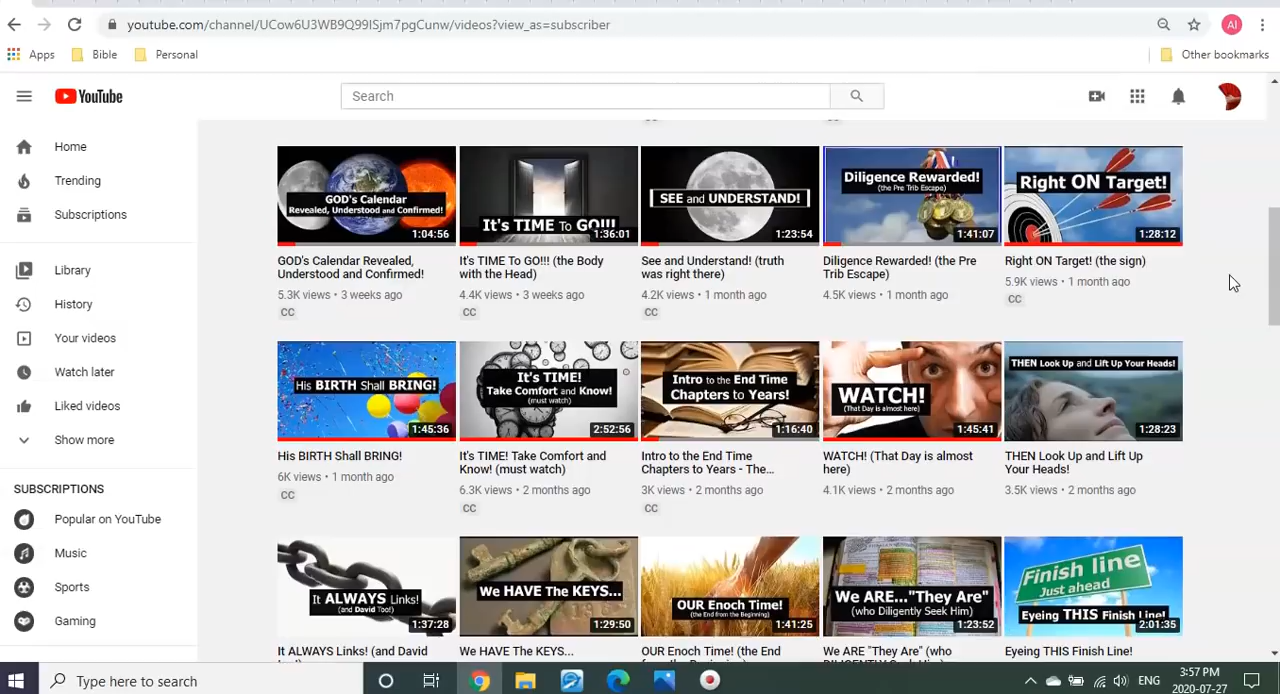 youtube.com/channel/UCow6U3WB9Q99ISjm7pgCunw/videos?view_as=subscriber
AI
Apps
Bible
Personal
Other bookmarks
YouTube
Search
Home
Trending
Subscriptions
Library
History
Your videos
Watch later
Liked videos
Show more
SUBSCRIPTIONS
Popular on YouTube
Music
Sports
Gaming
GOD's Calendar
Revealed, Understood and Confirmed!
1:04:56
GOD's Calendar Revealed,
Understood and Confirmed!
5.3K views • 3 weeks ago
CC
It's TIME To GO!!!
1:36:01
It's TIME To GO!!! (the Body
with the Head)
4.4K views • 3 weeks ago
CC
SEE and UNDERSTAND!
1:23:54
See and Understand! (truth
was right there)
4.2K views • 1 month ago
CC
Diligence Rewarded!
(the Pre Trib Escape)
1:41:07
Diligence Rewarded! (the Pre
Trib Escape)
4.5K views • 1 month ago
Right ON Target!
1:28:12
Right ON Target! (the sign)
5.9K views • 1 month ago
CC
His BIRTH Shall BRING!
1:45:36
His BIRTH Shall BRING!
6K views • 1 month ago
CC
It's TIME!
Take Comfort and Know!
(must watch)
2:52:56
It's TIME! Take Comfort and
Know! (must watch)
6.3K views • 2 months ago
CC
Intro to the End Time
Chapters to Years!
1:16:40
Intro to the End Time
Chapters to Years - The...
3K views • 2 months ago
CC
WATCH!
(That Day is almost here)
1:45:41
WATCH! (That Day is almost
here)
4.1K views • 2 months ago
THEN Look Up and Lift Up Your Heads!
1:28:23
THEN Look Up and Lift Up
Your Heads!
3.5K views • 2 months ago
It ALWAYS Links!
(and David Too!)
1:37:28
It ALWAYS Links! (and David
We HAVE The KEYS...
1:29:50
We HAVE The KEYS...
OUR Enoch Time!
(the End from the Beginning)
1:41:25
OUR Enoch Time! (the End
from the Beginning)
We ARE..."They Are"
(who Diligently Seek Him)
1:23:52
We ARE "They Are" (who
DILIGENTLY Seek Him)
Finish line
Just ahead
Eyeing THIS Finish Line!
2:01:35
Eyeing THIS Finish Line!
Type here to search
ENG
3:57 PM
2020-07-27